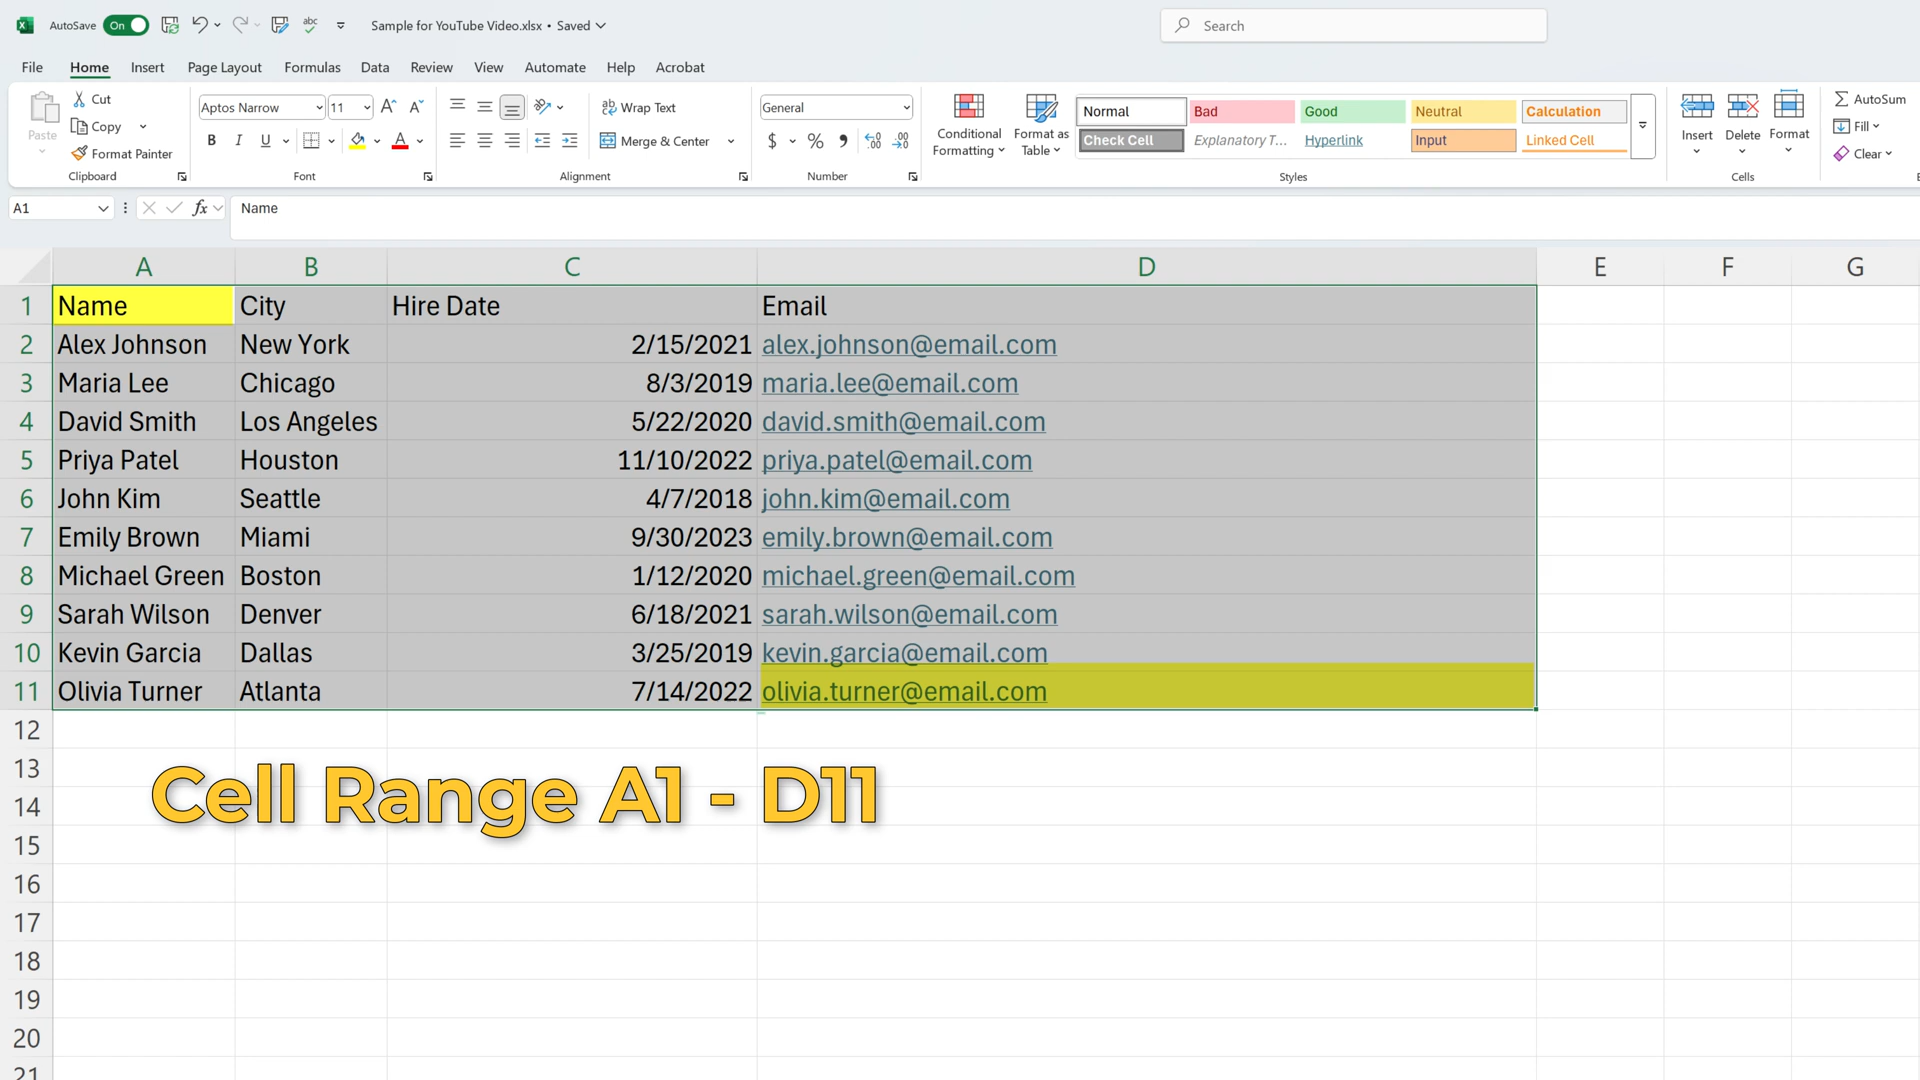 AutoSave On abc Sample for YouTube Video.xlsx • Saved Search
File Home Insert Page Layout Formulas Data Review View Automate Help Acrobat
Paste Cut Copy Format Painter Clipboard
Aptos Narrow 11 A A B I U A Font
ab Wrap Text Merge & Center Alignment
General $ % Number
Conditional Formatting Format as Table
Normal Bad Good Neutral Calculation
Check Cell Explanatory T... Hyperlink Input Linked Cell
Styles
Insert Delete Format Cells
AutoSum Fill Clear
A1 fx Name
A B C D E F G
1 Name City Hire Date Email
2 Alex Johnson New York 2/15/2021 alex.johnson@email.com
3 Maria Lee Chicago 8/3/2019 maria.lee@email.com
4 David Smith Los Angeles 5/22/2020 david.smith@email.com
5 Priya Patel Houston 11/10/2022 priya.patel@email.com
6 John Kim Seattle 4/7/2018 john.kim@email.com
7 Emily Brown Miami 9/30/2023 emily.brown@email.com
8 Michael Green Boston 1/12/2020 michael.green@email.com
9 Sarah Wilson Denver 6/18/2021 sarah.wilson@email.com
10 Kevin Garcia Dallas 3/25/2019 kevin.garcia@email.com
11 Olivia Turner Atlanta 7/14/2022 olivia.turner@email.com
12
13
Cell Range A1 - D11
14
15
16
17
18
19
20
21